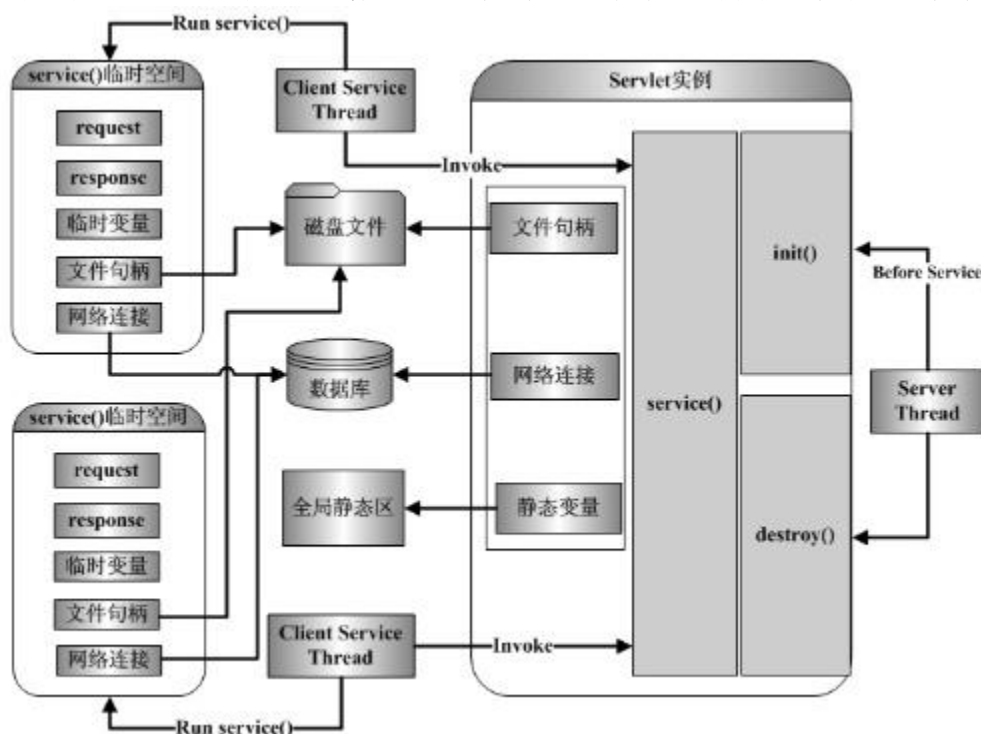 Run service()
service()临时空间
request
response
临时变量
文件句柄
网络连接
Client Service
Thread
Invoke
磁盘文件
数据库
全局静态区
Servlet实例
文件句柄
网络连接
静态变量
service()
init()
destroy()
Before Service
Server
Thread
service()临时空间
request
response
临时变量
文件句柄
网络连接
Client Service
Thread
Invoke
Run service()